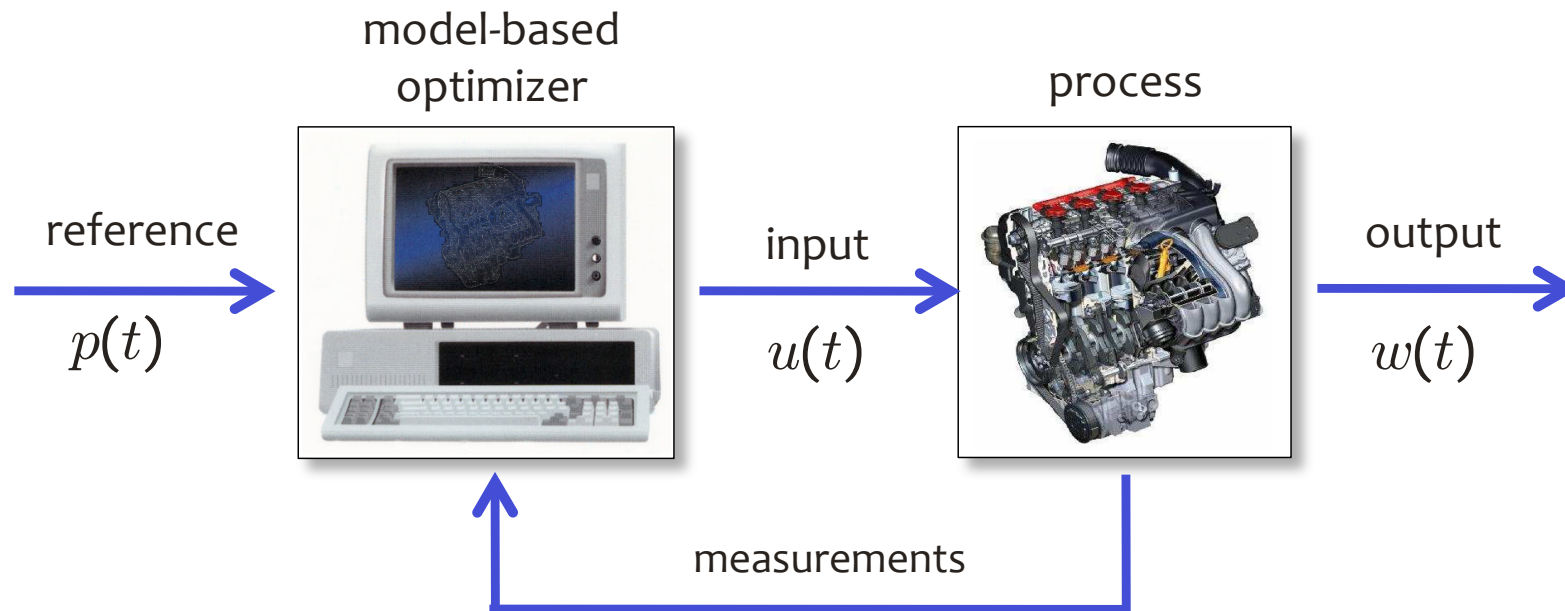 model-based
optimizer
process
reference
input
output
p(t)
u(t)
w(t)
measurements